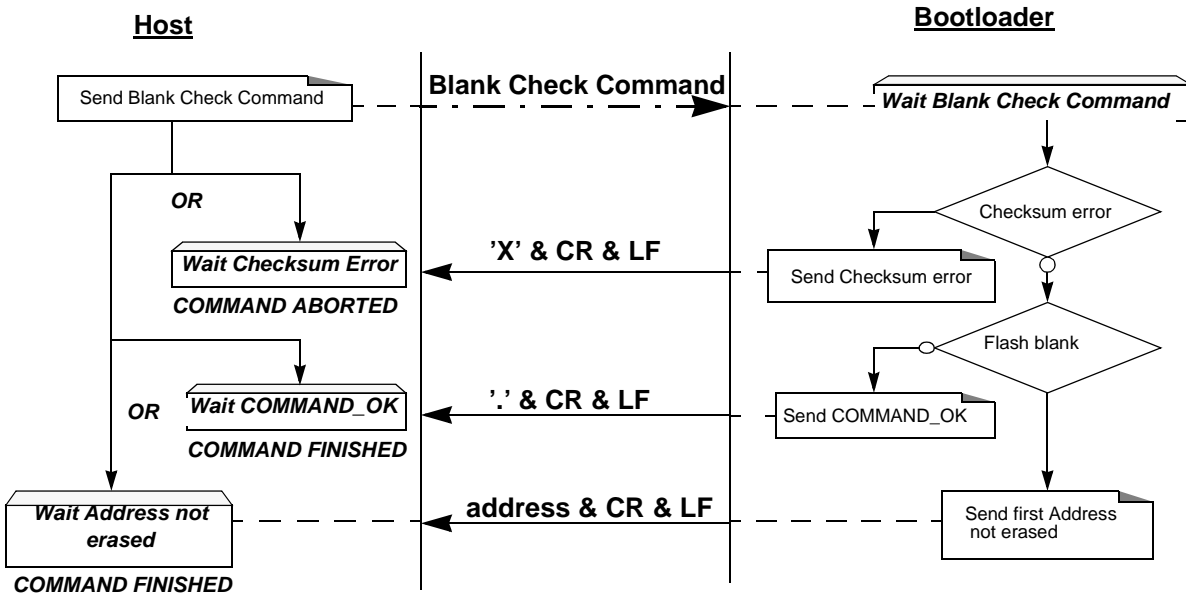 Host
Bootloader
Send Blank Check Command
Blank Check Command
Wait Blank Check Command
OR
Checksum error
Wait Checksum Error
'X' & CR & LF
Send Checksum error
COMMAND ABORTED
Flash blank
OR
Wait COMMAND_OK
'.' & CR & LF
Send COMMAND_OK
COMMAND FINISHED
Wait Address not
erased
address & CR & LF
Send first Address
not erased
COMMAND FINISHED